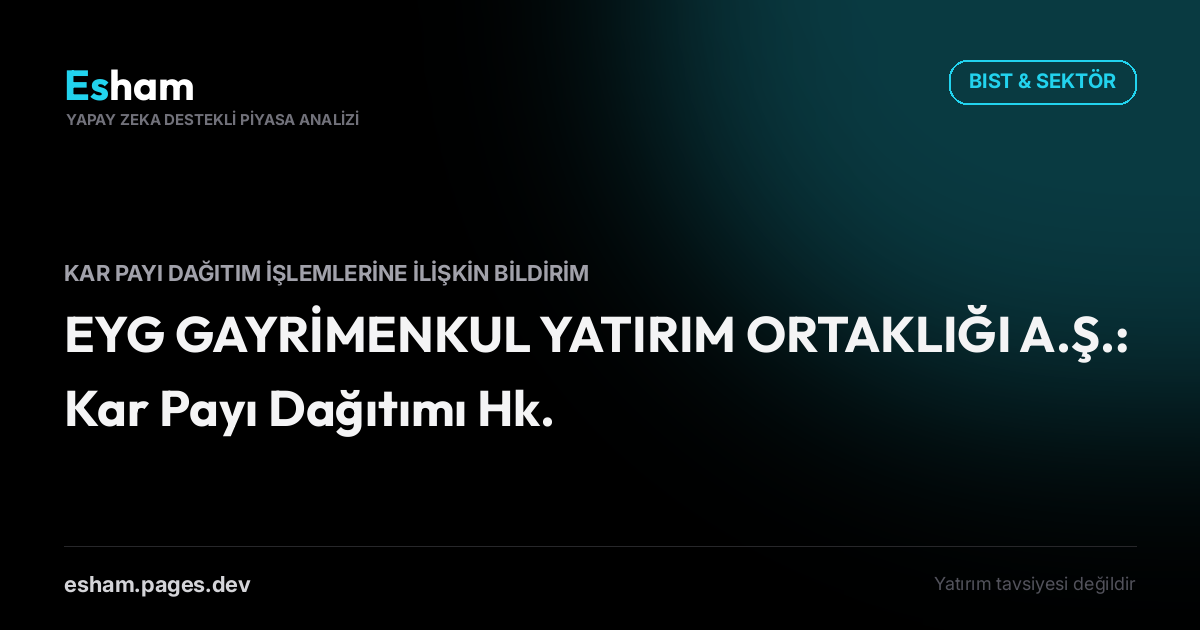 Esham
BIST & SEKTÖR
YAPAY ZEKA DESTEKLİ PİYASA ANALİZİ
KAR PAYI DAĞITIM İŞLEMLERİNE İLİŞKİN BİLDİRİM
EYG GAYRİMENKUL YATIRIM ORTAKLIĞI A.Ş.:
Kar Payı Dağıtımı Hk.
esham.pages.dev
Yatırım tavsiyesi değildir